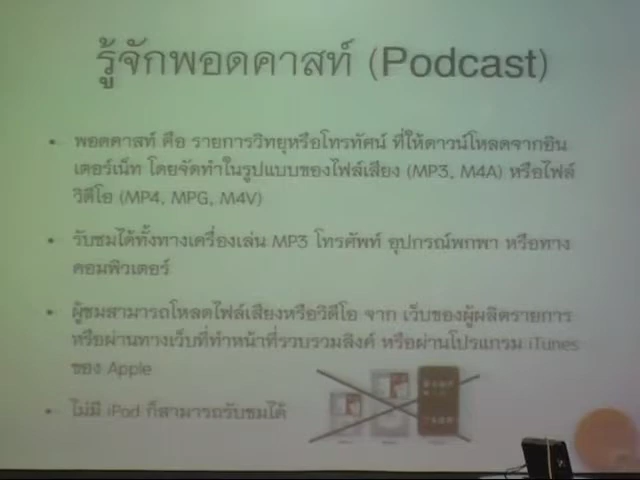 รู้จักพอดคาสท์ (Podcast)
• พอดคาสท์ คือ รายการวิทยุหรือโทรทัศน์ ที่ให้ดาวน์โหลดจากอิน
เตอร์เน็ท โดยจัดทำในรูปแบบของไฟล์เสียง (MP3, M4A) หรือไฟล์
วิดีโอ (MP4, MPG, M4V)
• รับชมได้ทั้งทางเครื่องเล่น MP3 โทรศัพท์ อุปกรณ์พกพา หรือทาง
คอมพิวเตอร์
• ผู้ชมสามารถโหลดไฟล์เสียงหรือวิดีโอ จาก เว็บของผู้ผลิตรายการ
หรือผ่านทางเว็บที่ทำหน้าที่รวบรวมลิงค์ หรือผ่านโปรแกรม iTunes
ของ Apple
• ไม่มี iPod ก็สามารถรับชมได้